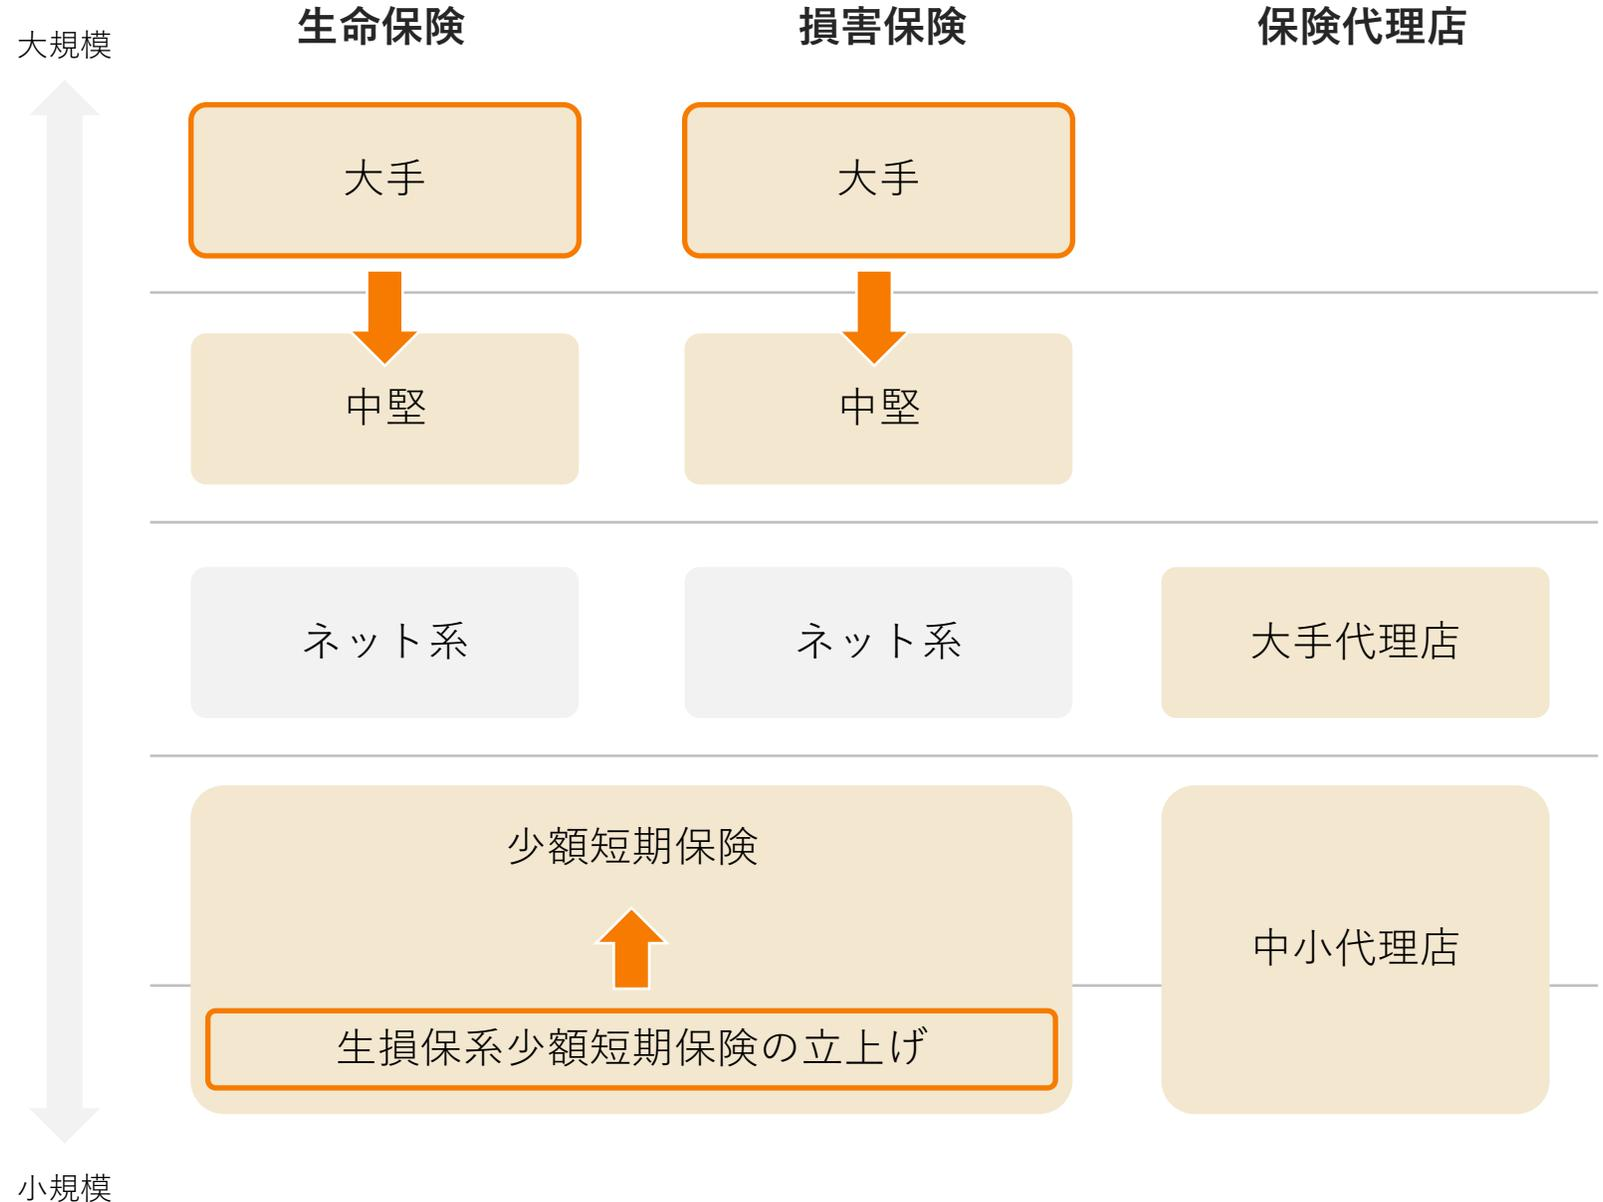 大規模
生命保険
損害保険
保険代理店
大手
大手
中堅
中堅
ネット系
ネット系
大手代理店
少額短期保険
中小代理店
生損保系少額短期保険の立上げ
小規模